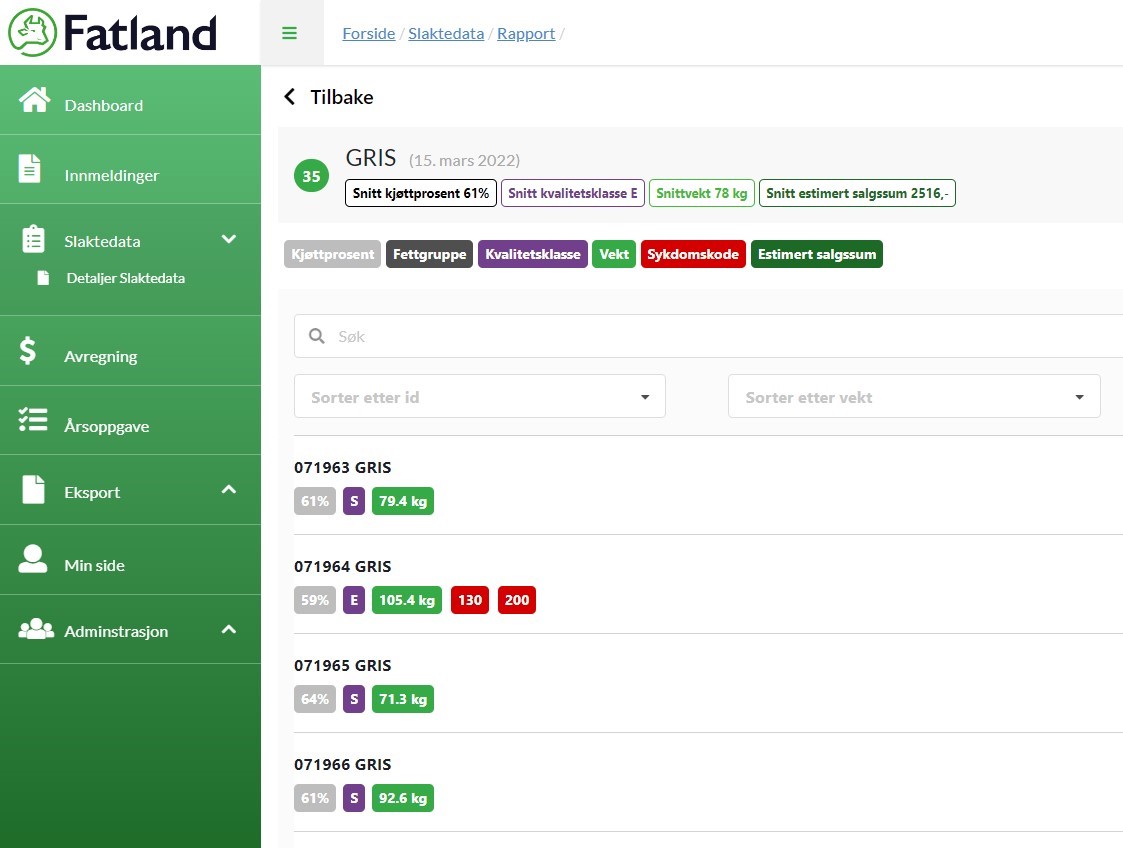 Fatland
Forside / Slaktedata / Rapport /
Dashboard
Innmeldinger
Slaktedata
Detaljer Slaktedata
Avregning
Årsoppgave
Eksport
Min side
Adminstrasjon
Tilbake
35
GRIS (15. mars 2022)
Snitt kjøttprosent 61% Snitt kvalitetsklasse E Snittvekt 78 kg Snitt estimert salgssum 2516,-
Kjøttprosent Fettgruppe Kvalitetsklasse Vekt Sykdomskode Estimert salgssum
Søk
Sorter etter id Sorter etter vekt
071963 GRIS
61% S 79.4 kg
071964 GRIS
59% E 105.4 kg 130 200
071965 GRIS
64% S 71.3 kg
071966 GRIS
61% S 92.6 kg